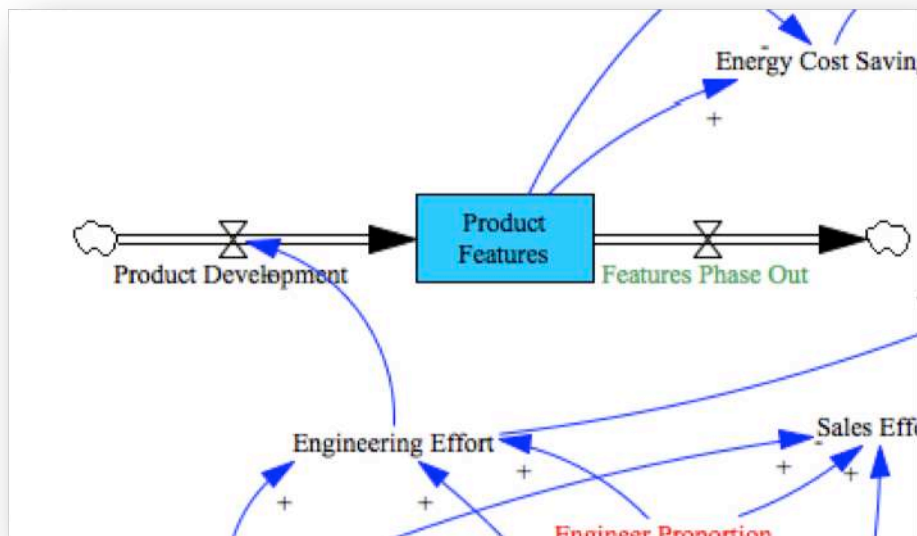 Energy Cost Savin
Product
Features
Product Development
Features Phase Out
Engineering Effort
Sales Effo
Engineer Proportion